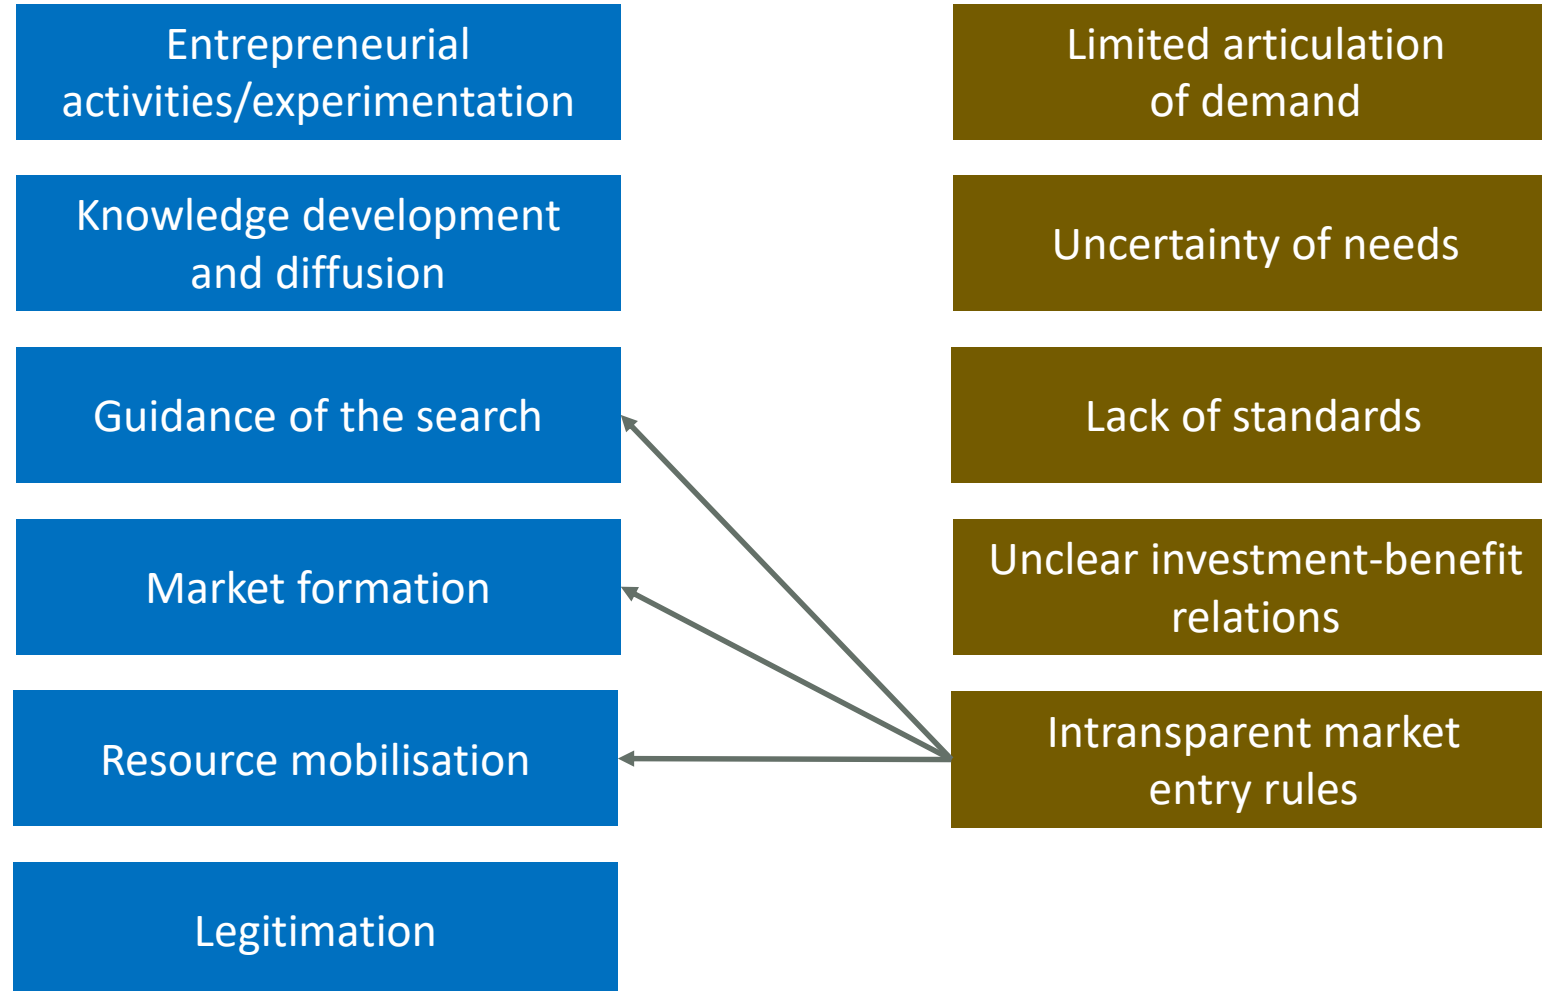 Entrepreneurial
activities/experimentation
Knowledge development
and diffusion
Guidance of the search
Market formation
Resource mobilisation
Legitimation
Limited articulation
of demand
Uncertainty of needs
Lack of standards
Unclear investment-benefit
relations
Intransparent market
entry rules